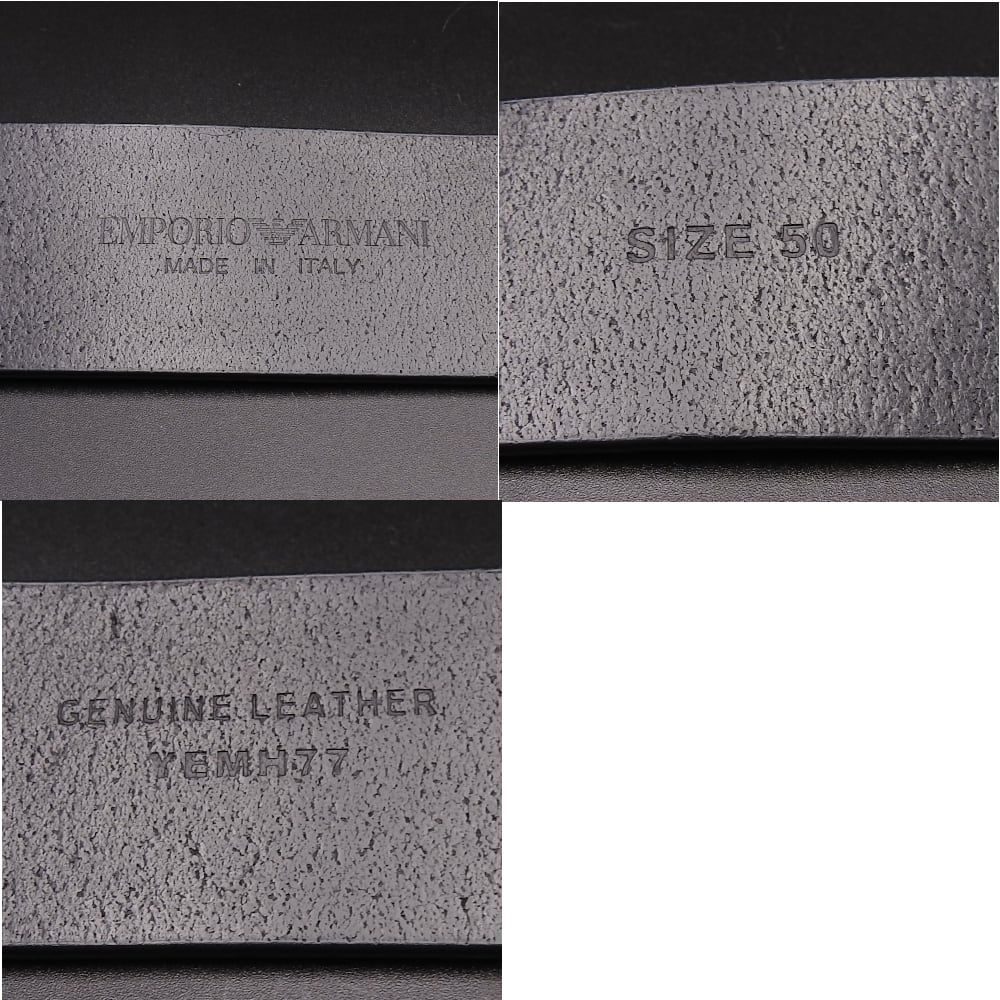 EMPORIO ARMANI
MADE IN ITALY
SIZE 50
GENUINE LEATHER
YEMH77